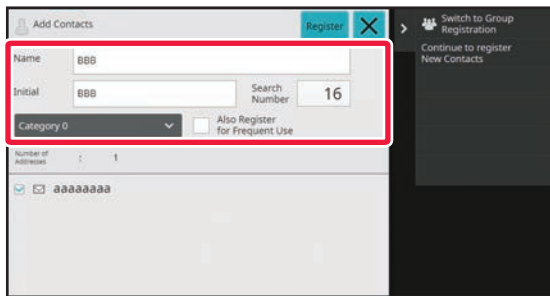 Add Contacts
Register
Switch to Group
Registration
Continue to register
New Contacts
Name
BBB
Initial
BBB
Search
Number
16
Category 0
Also Register
for Frequent Use
Number of
Addresses
:
1
aaaaaaaa